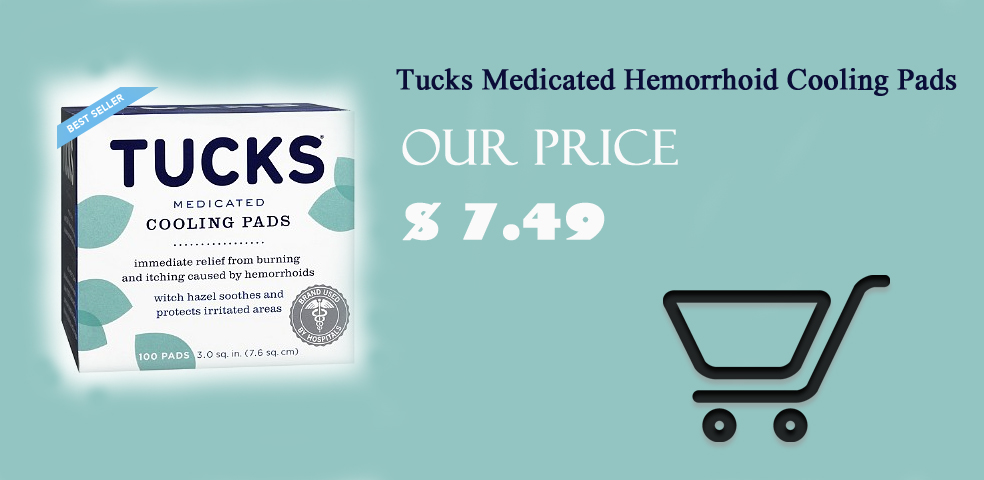 Tucks Medicated Hemorrhoid Cooling Pads
OUR PRICE
$ 7.49
BEST SELLER
TUCKS®
MEDICATED
COOLING PADS
immediate relief from burning
and itching caused by hemorrhoids
witch hazel soothes and
protects irritated areas
BRAND USED
BY HOSPITALS
100 PADS 3.0 sq. in. (7.6 sq. cm)